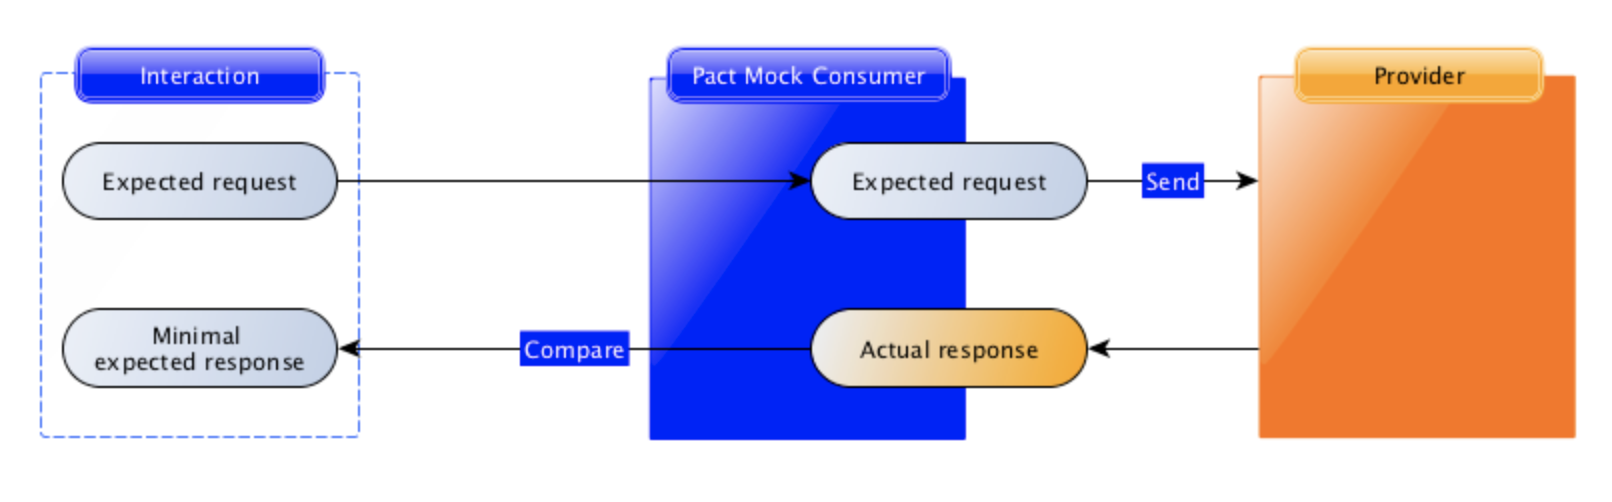 Interaction
Pact Mock Consumer
Provider
Expected request
Expected request
Send
Minimal
expected response
Compare
Actual response